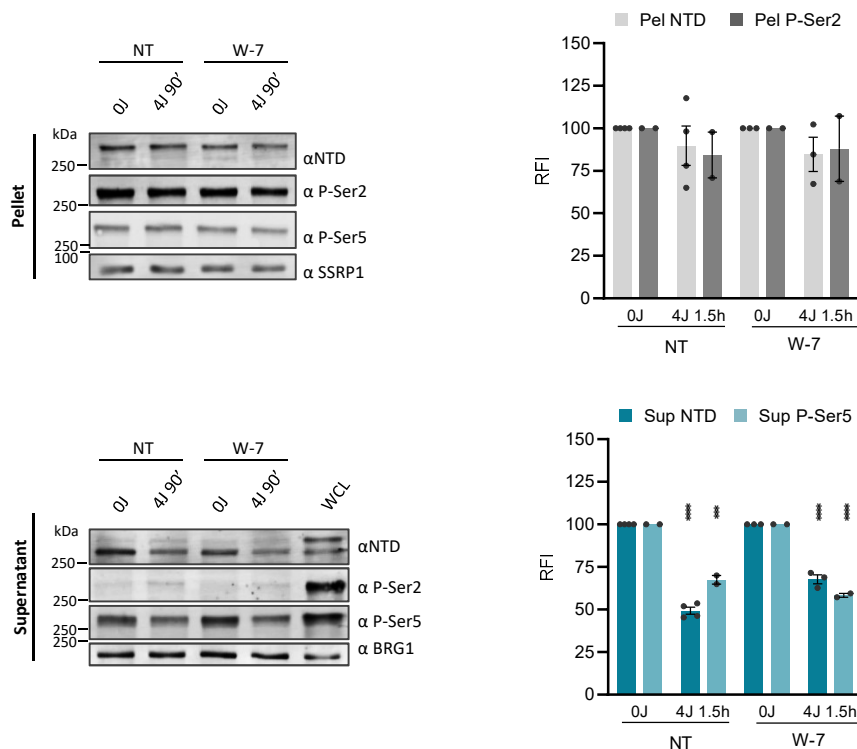 NT W-7
0J 4J 90′ 0J 4J 90′
kDa
250
αNTD
250
α P-Ser2
250
α P-Ser5
100
α SSRP1
Pellet
Pel NTD Pel P-Ser2
150
125
100
75
50
25
0
RFI
0J 4J 1.5h 0J 4J 1.5h
NT W-7
NT W-7
0J 4J 90′ 0J 4J 90′ WCL
kDa
250
αNTD
250
α P-Ser2
250
α P-Ser5
250
α BRG1
Supernatant
Sup NTD Sup P-Ser5
150
125
100
75
50
25
0
RFI
**** *** **** ****
0J 4J 1.5h 0J 4J 1.5h
NT W-7